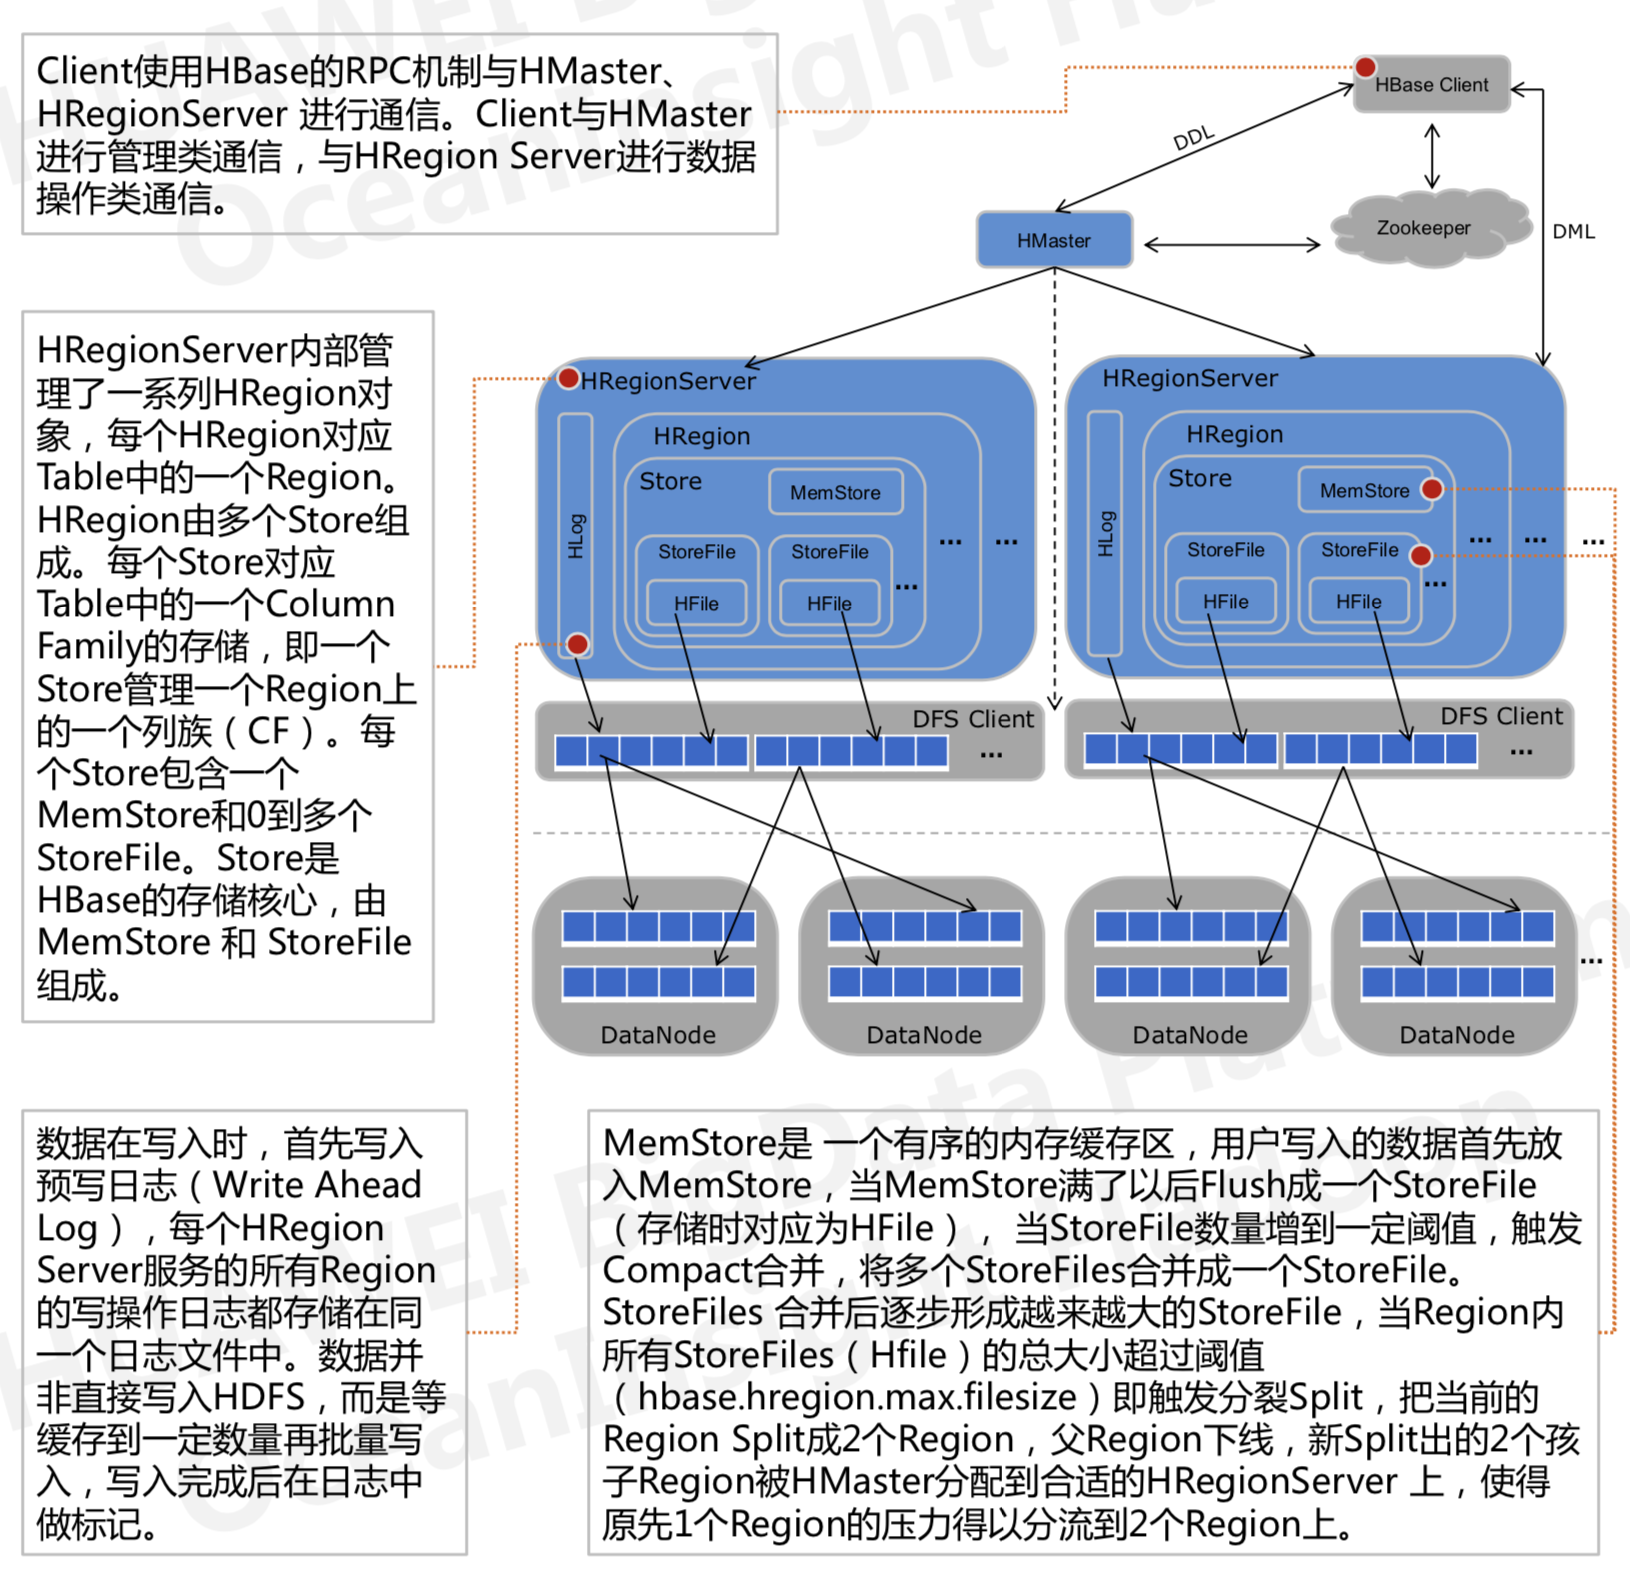 Client使用HBase的RPC机制与HMaster、
HRegionServer 进行通信。Client与HMaster
进行管理类通信，与HRegion Server进行数据
操作类通信。
HBase Client
DDL
Zookeeper
DML
HMaster
HRegionServer内部管
理了一系列HRegion对
象，每个HRegion对应
Table中的一个Region。
HRegion由多个Store组
成。每个Store对应
Table中的一个Column
Family的存储，即一个
Store管理一个Region上
的一个列族（CF）。每
个Store包含一个
MemStore和0到多个
StoreFile。Store是
HBase的存储核心，由
MemStore 和 StoreFile
组成。
HRegionServer
HLog
HRegion
Store
MemStore
StoreFile
StoreFile
HFile
HFile
...
...
...
HRegionServer
HLog
HRegion
Store
MemStore
StoreFile
StoreFile
HFile
HFile
...
...
...
...
DFS Client
...
DFS Client
...
DataNode
DataNode
DataNode
DataNode
...
数据在写入时，首先写入
预写日志（Write Ahead
Log），每个HRegion
Server服务的所有Region
的写操作日志都存储在同
一个日志文件中。数据并
非直接写入HDFS，而是等
缓存到一定数量再批量写
入，写入完成后在日志中
做标记。
MemStore是 一个有序的内存缓存区，用户写入的数据首先放
入MemStore，当MemStore满了以后Flush成一个StoreFile
（存储时对应为HFile）， 当StoreFile数量增到一定阈值，触发
Compact合并，将多个StoreFiles合并成一个StoreFile。
StoreFiles 合并后逐步形成越来越大的StoreFile，当Region内
所有StoreFiles（Hfile）的总大小超过阈值
（hbase.hregion.max.filesize）即触发分裂Split，把当前的
Region Split成2个Region，父Region下线，新Split出的2个孩
子Region被HMaster分配到合适的HRegionServer 上，使得
原先1个Region的压力得以分流到2个Region上。